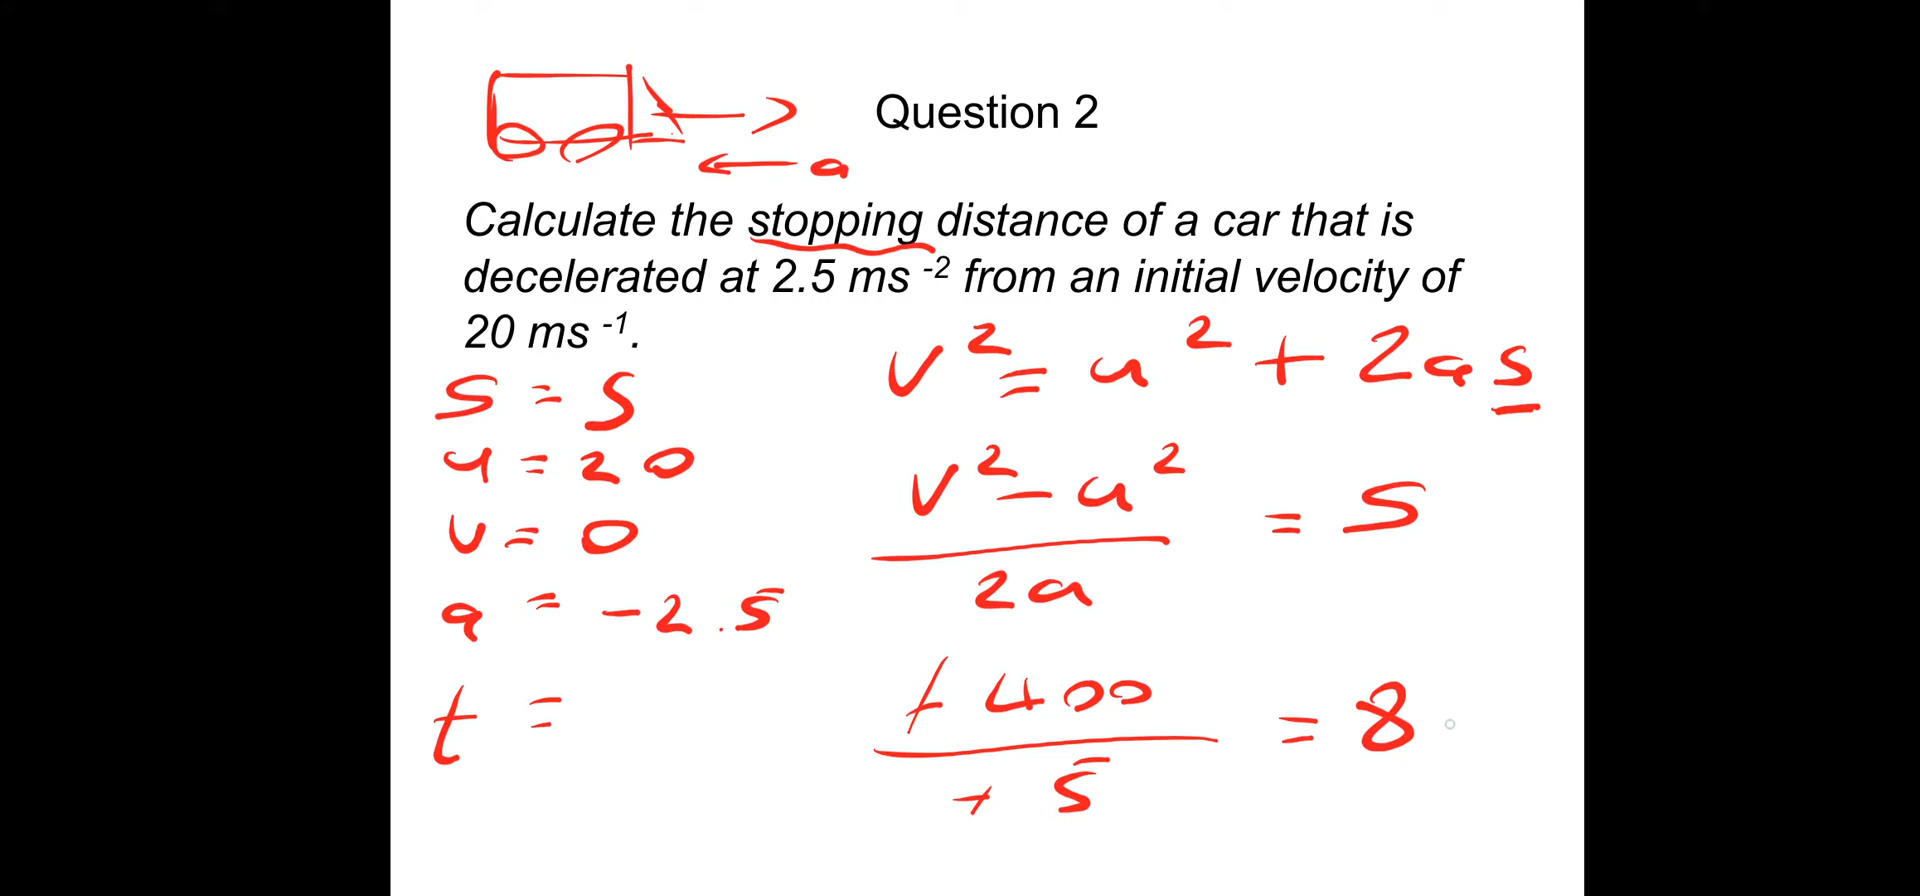 Question 2
a
Calculate the stopping distance of a car that is
decelerated at 2.5 ms -2 from an initial velocity of
20 ms -1.
v² = u² + 2as
s = s
u = 20
v = 0
a = -2.5
t =
v² - u² / 2a = s
- 400 / - 5 = 8